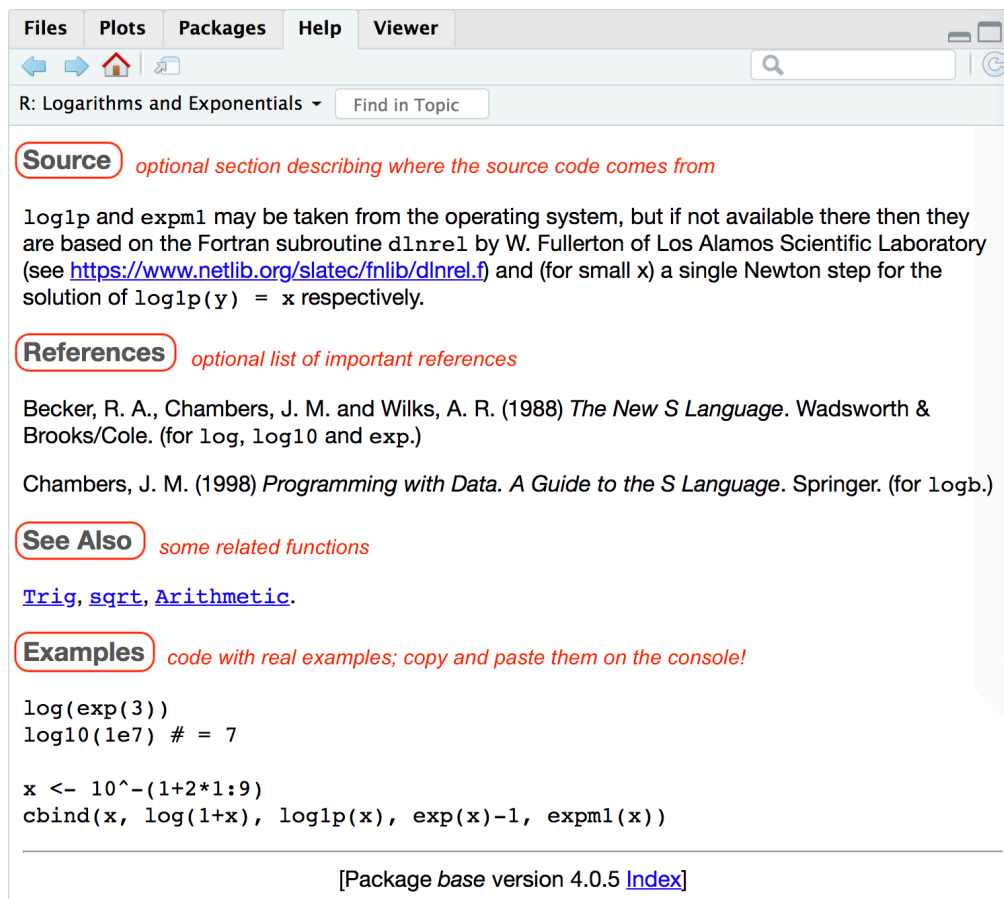 Files Plots Packages Help Viewer
R: Logarithms and Exponentials Find in Topic
Source optional section describing where the source code comes from
log1p and expm1 may be taken from the operating system, but if not available there then they
are based on the Fortran subroutine dlnrel by W. Fullerton of Los Alamos Scientific Laboratory
(see https://www.netlib.org/slatec/fnlib/dlnrel.f) and (for small x) a single Newton step for the
solution of log1p(y) = x respectively.
References optional list of important references
Becker, R. A., Chambers, J. M. and Wilks, A. R. (1988) The New S Language. Wadsworth &
Brooks/Cole. (for log, log10 and exp.)
Chambers, J. M. (1998) Programming with Data. A Guide to the S Language. Springer. (for logb.)
See Also some related functions
Trig, sqrt, Arithmetic.
Examples code with real examples; copy and paste them on the console!
log(exp(3))
log10(1e7) # = 7
x <- 10^-(1+2*1:9)
cbind(x, log(1+x), log1p(x), exp(x)-1, expm1(x))
[Package base version 4.0.5 Index]